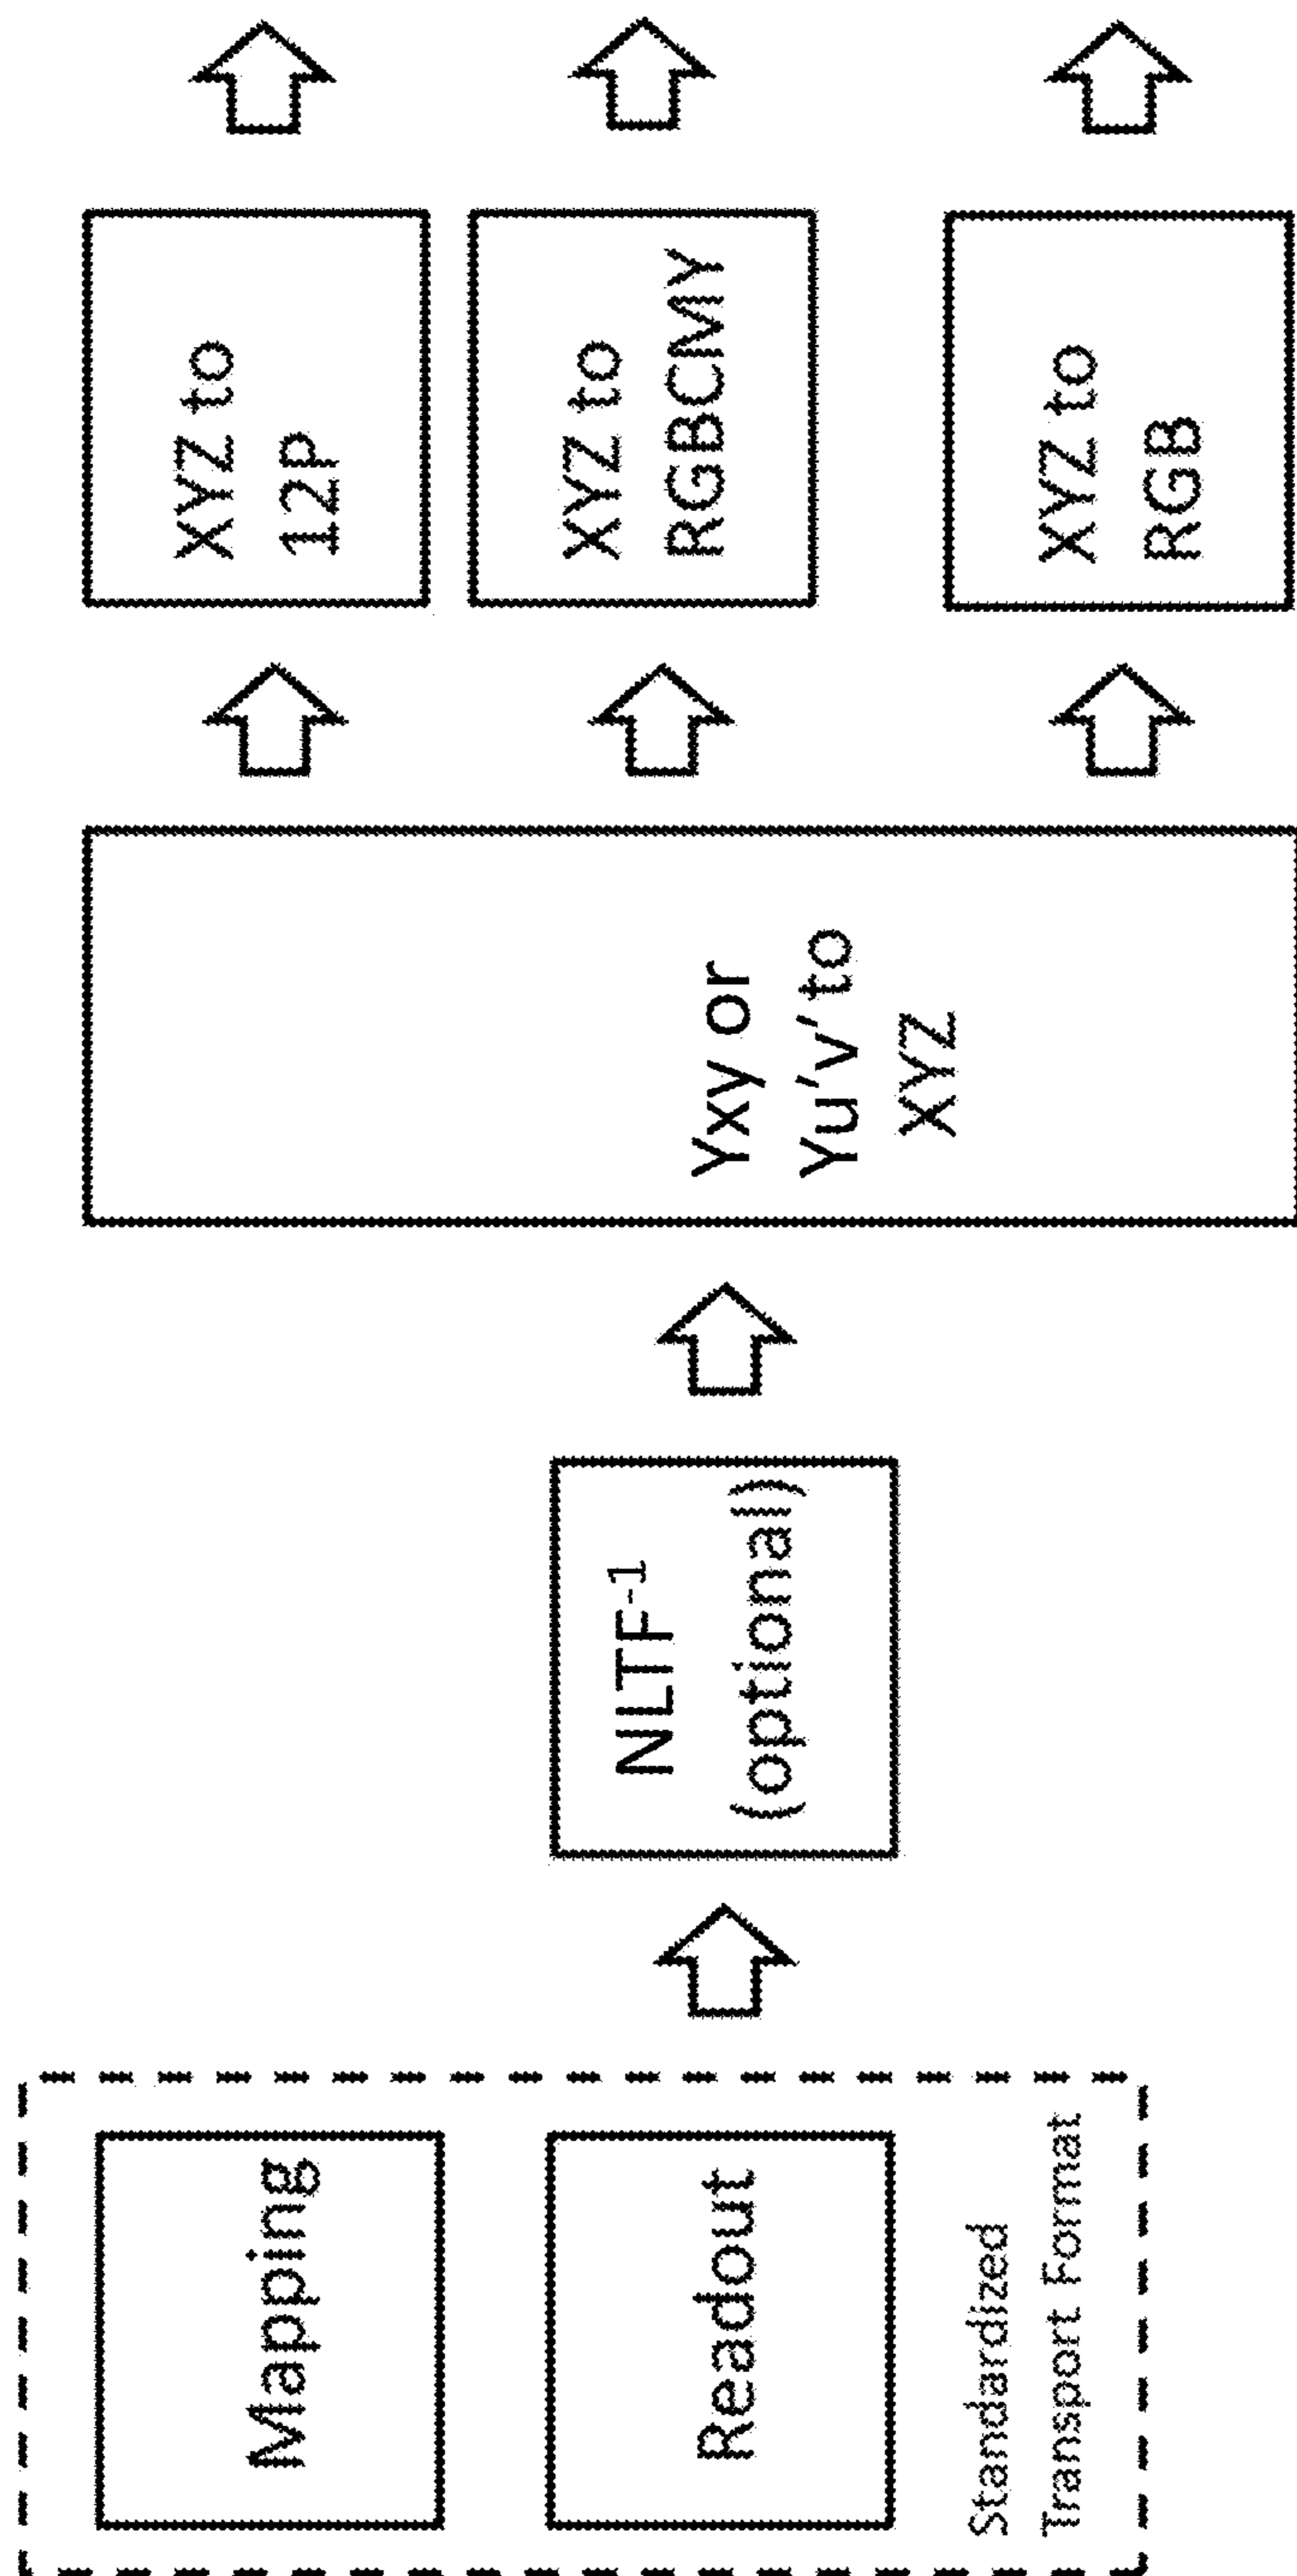 Mapping
Readout
Standardized
Transport Format
NLTF-1
(optional)
Yxy or
Yu'v' to
XYZ
XYZ to
12P
XYZ to
RGBCMY
XYZ to
RGB